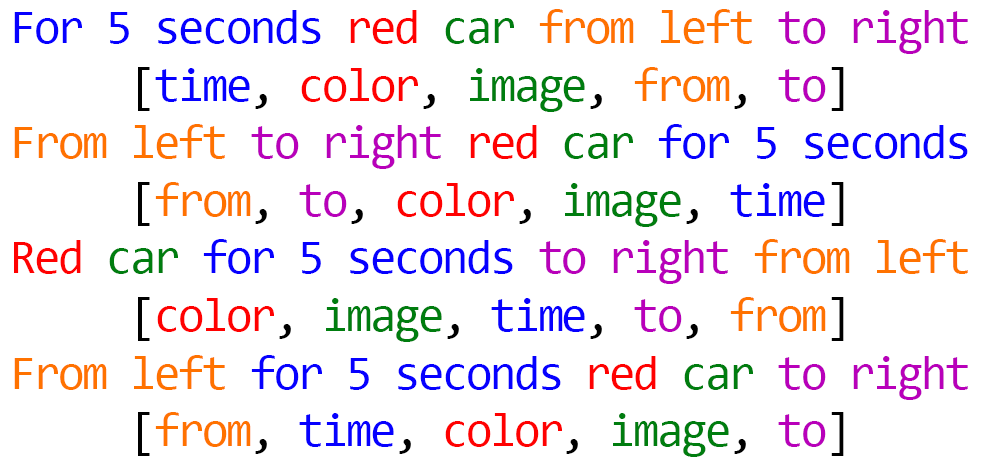 For 5 seconds red car from left to right
[time, color, image, from, to]
From left to right red car for 5 seconds
[from, to, color, image, time]
Red car for 5 seconds to right from left
[color, image, time, to, from]
From left for 5 seconds red car to right
[from, time, color, image, to]